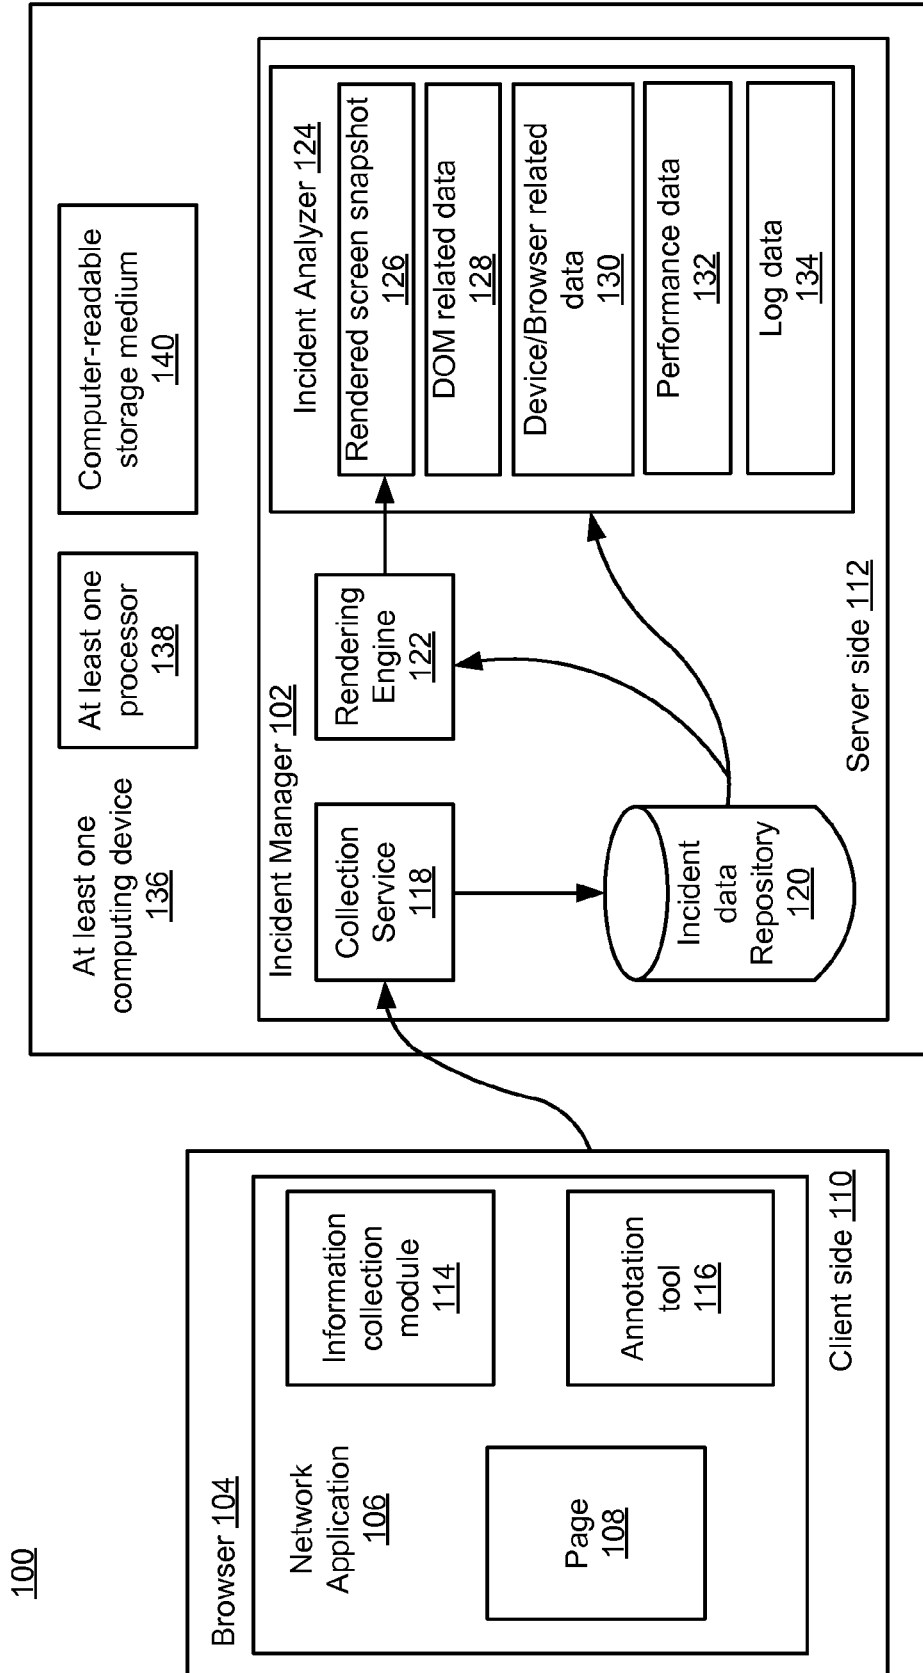 100
Browser 104
Network
Application
106
Page
108
Information
collection
module
114
Annotation
tool
116
Client side 110
At least one
computing device
136
At least one
processor
138
Computer-readable
storage medium
140
Incident Manager 102
Collection
Service
118
Incident
data
Repository
120
Rendering
Engine
122
Incident Analyzer 124
Rendered screen snapshot
126
DOM related data
128
Device/Browser related
data
130
Performance data
132
Log data
134
Server side 112